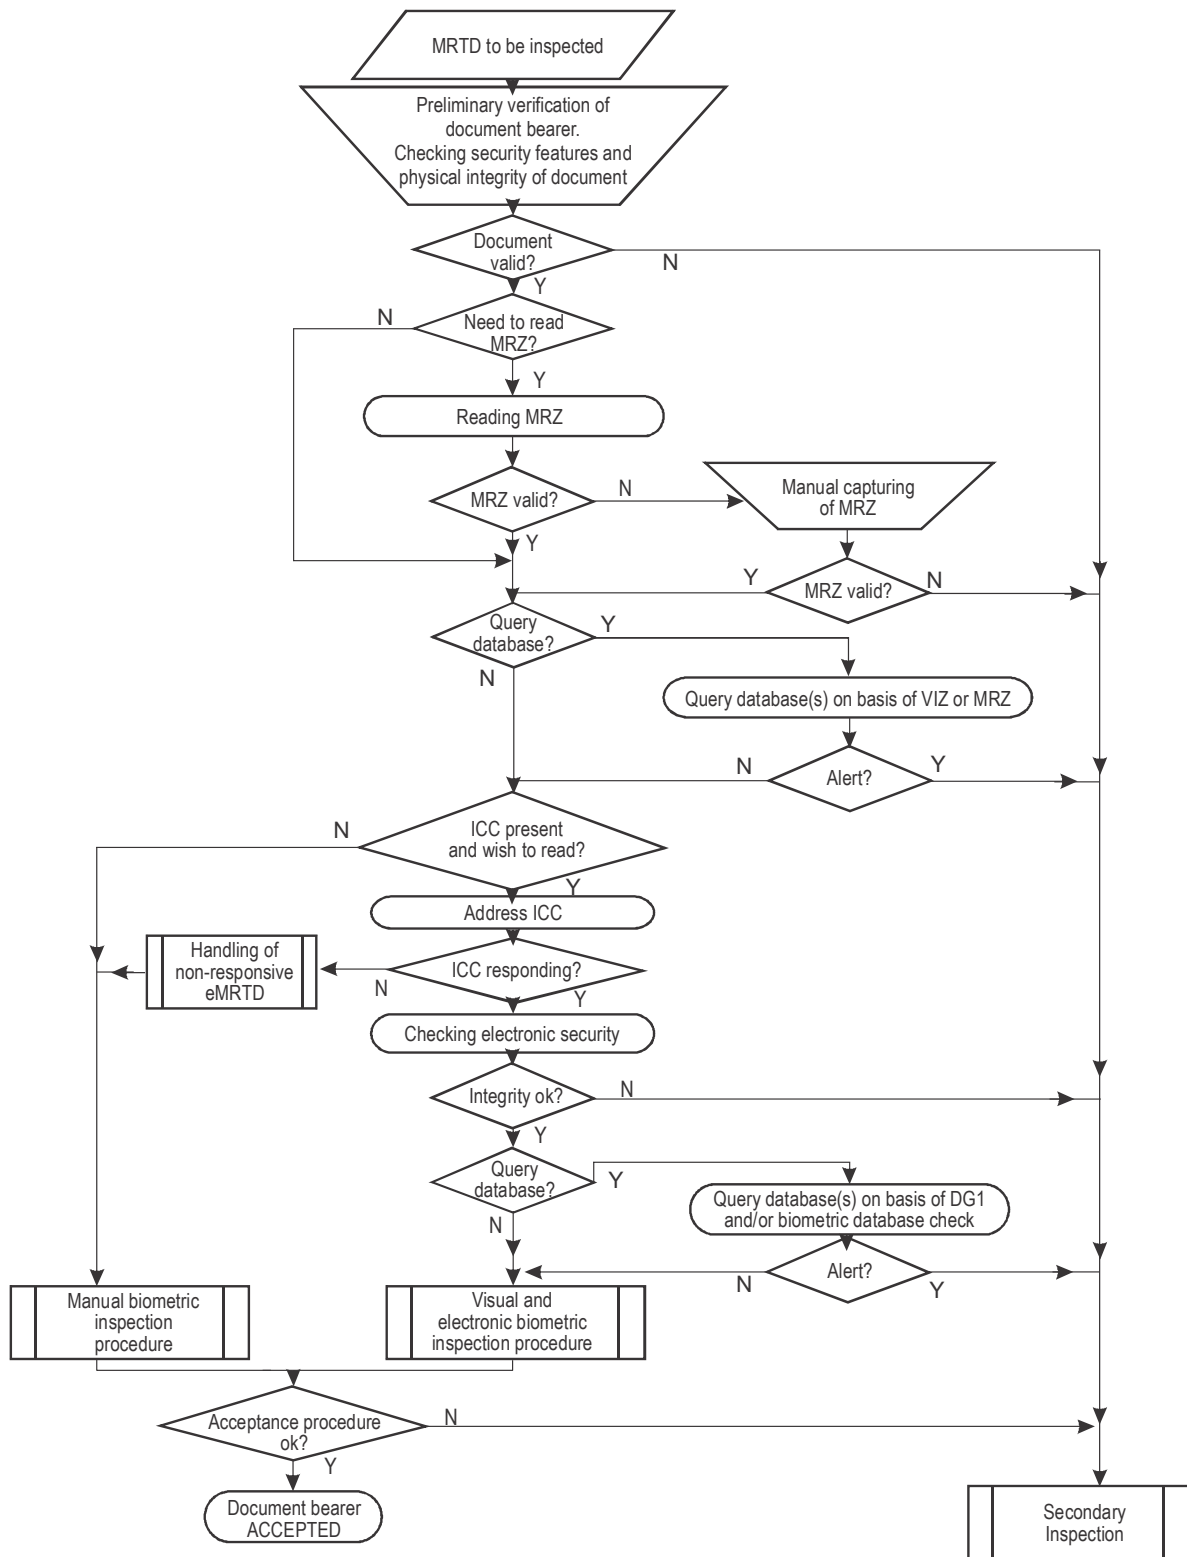 MRTD to be inspected
Preliminary verification of
document bearer.
Checking security features and
physical integrity of document
Document
valid?
N
Y
N
Need to read
MRZ?
Y
Reading MRZ
MRZ valid?
N
Manual capturing
of MRZ
Y
Y
MRZ valid?
N
Query
database?
Y
N
Query database(s) on basis of VIZ or MRZ
N
Alert?
Y
N
ICC present
and wish to read?
Y
Address ICC
Handling of
non-responsive
eMRTD
N
ICC responding?
Y
Checking electronic security
Integrity ok?
N
Y
Query
database?
Y
N
Query database(s) on basis of DG1
and/or biometric database check
N
Alert?
Y
Manual biometric
inspection
procedure
Visual and
electronic biometric
inspection procedure
Acceptance procedure
ok?
N
Y
Document bearer
ACCEPTED
Secondary
Inspection